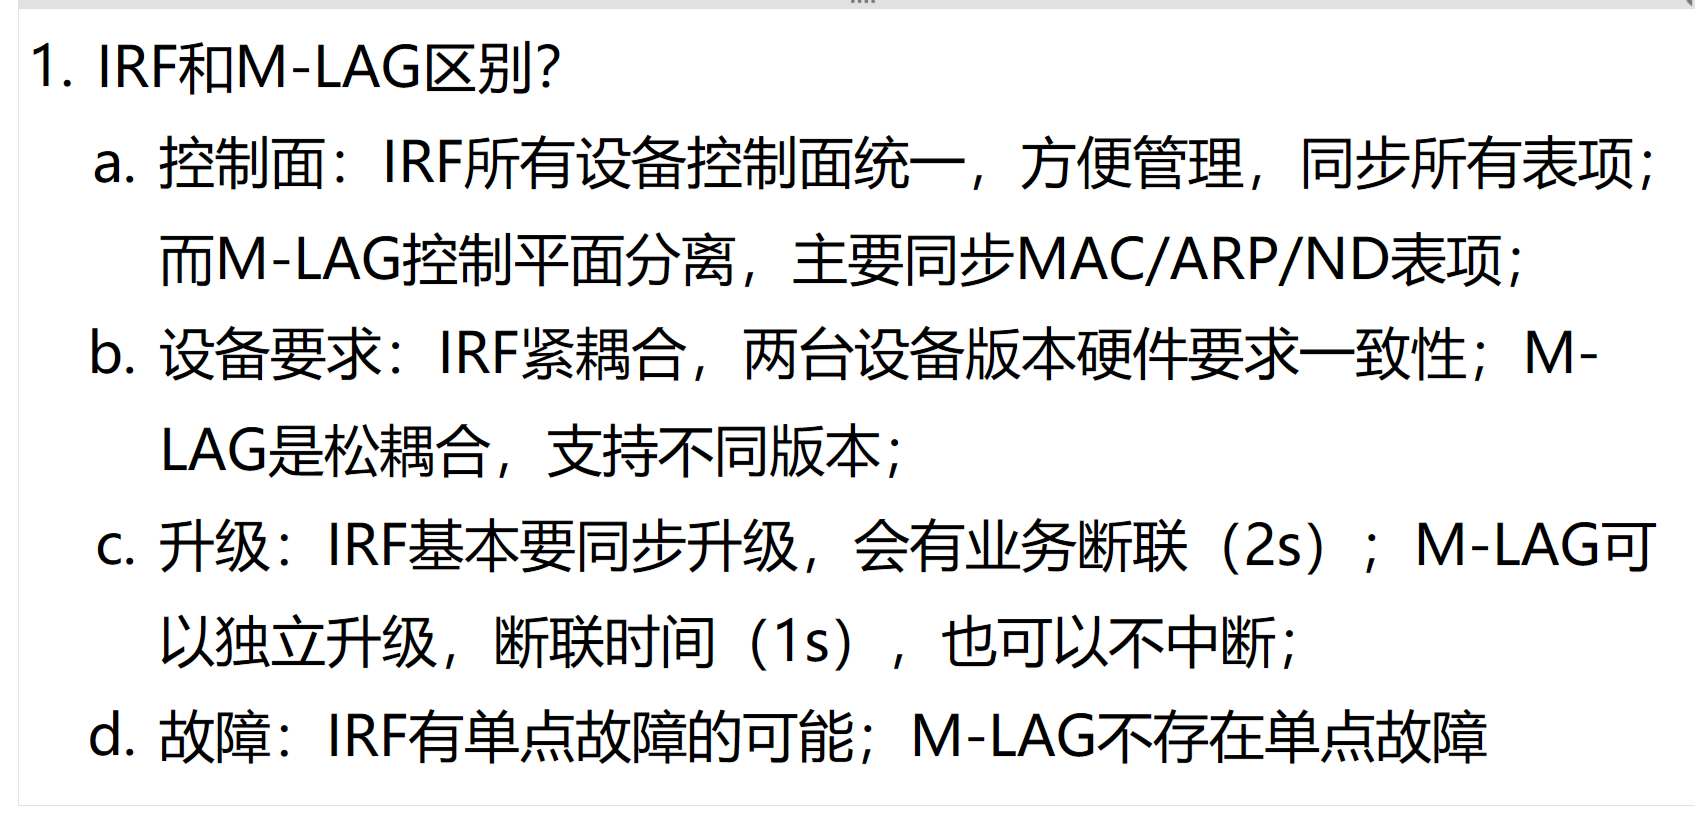 1. IRF和M-LAG区别？
a. 控制面：IRF所有设备控制面统一，方便管理，同步所有表项；
而M-LAG控制平面分离，主要同步MAC/ARP/ND表项；
b. 设备要求：IRF紧耦合，两台设备版本硬件要求一致性；M-
LAG是松耦合，支持不同版本；
c. 升级：IRF基本要同步升级，会有业务断联（2s）；M-LAG可
以独立升级，断联时间（1s），也可以不中断；
d. 故障：IRF有单点故障的可能；M-LAG不存在单点故障